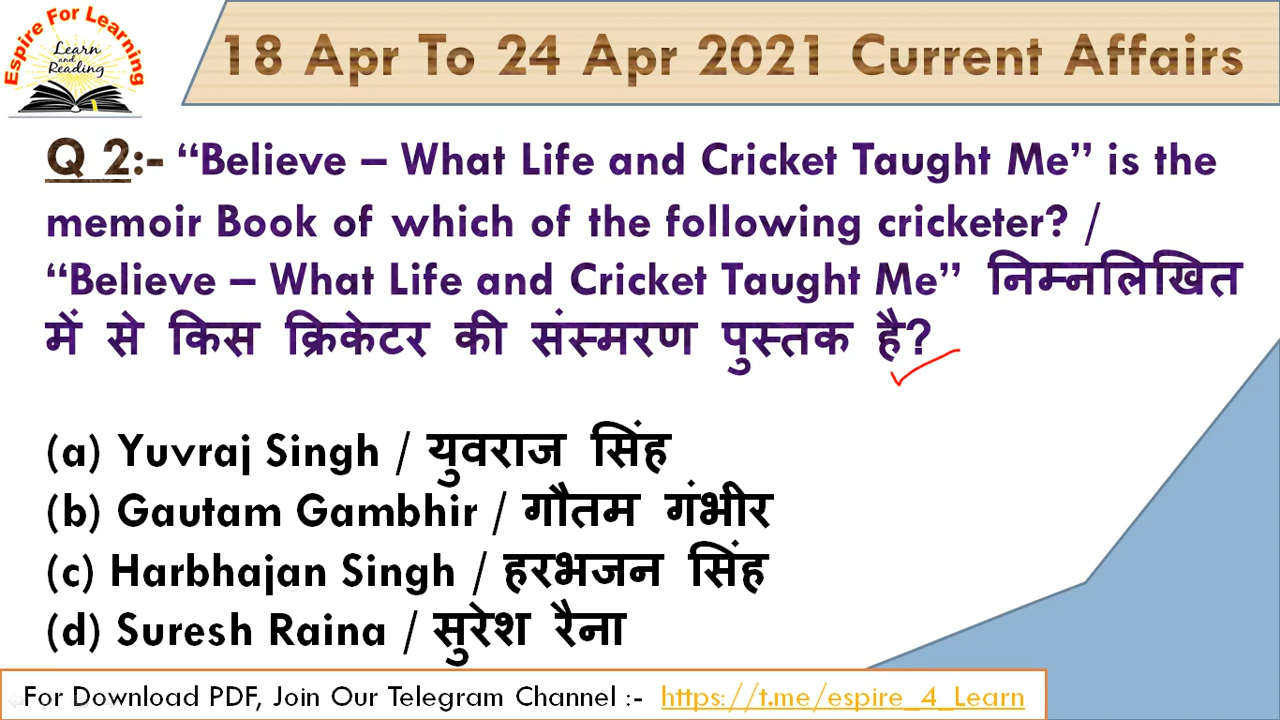 Espire For Learning
Learn
and
Reading
18 Apr To 24 Apr 2021 Current Affairs
Q 2:- “Believe – What Life and Cricket Taught Me” is the
memoir Book of which of the following cricketer? /
“Believe – What Life and Cricket Taught Me” निम्नलिखित
में से किस क्रिकेटर की संस्मरण पुस्तक है?
(a) Yuvraj Singh / युवराज सिंह
(b) Gautam Gambhir / गौतम गंभीर
(c) Harbhajan Singh / हरभजन सिंह
(d) Suresh Raina / सुरेश रैना
For Download PDF, Join Our Telegram Channel :- https://t.me/espire_4_Learn